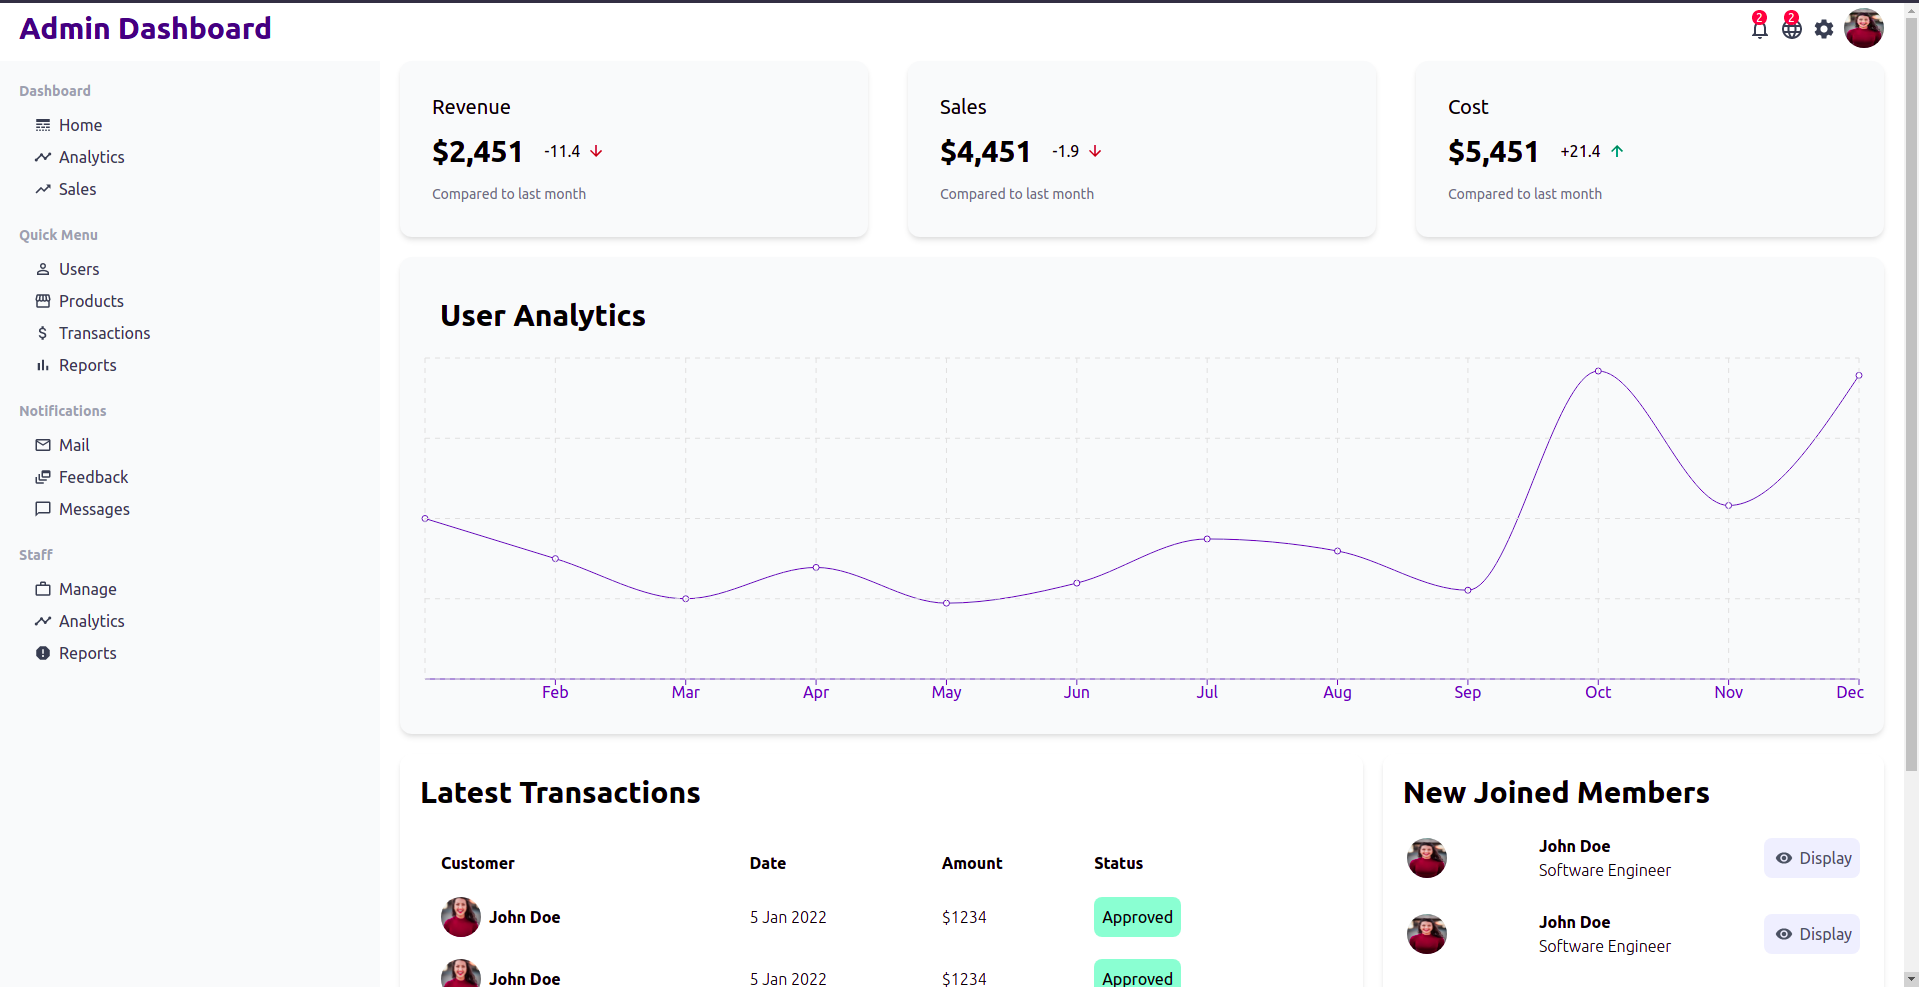 Admin Dashboard
2
2
Dashboard
Home
Analytics
Sales
Quick Menu
Users
Products
Transactions
Reports
Notifications
Mail
Feedback
Messages
Staff
Manage
Analytics
Reports
Revenue
$2,451 -11.4
Compared to last month
Sales
$4,451 -1.9
Compared to last month
Cost
$5,451 +21.4
Compared to last month
User Analytics
Feb Mar Apr May Jun Jul Aug Sep Oct Nov Dec
Latest Transactions
Customer Date Amount Status
John Doe 5 Jan 2022 $1234 Approved
John Doe 5 Jan 2022 $1234 Approved
New Joined Members
John Doe
Software Engineer
Display
John Doe
Software Engineer
Display